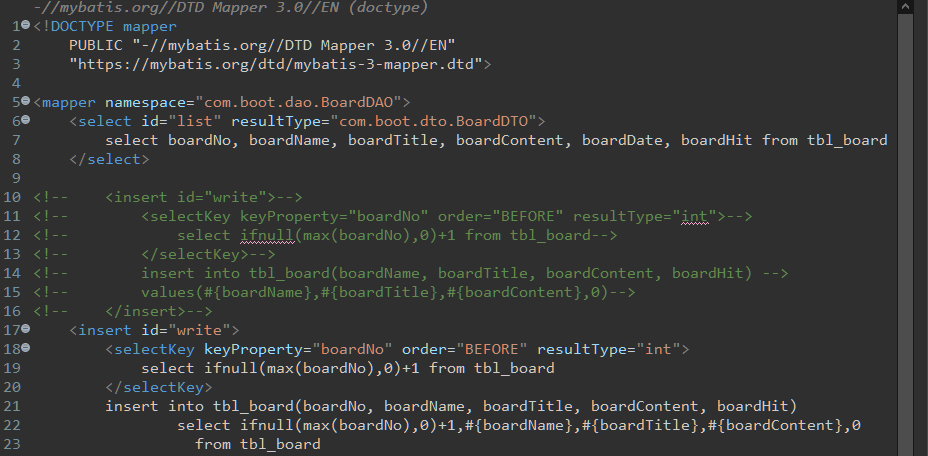 -//mybatis.org//DTD Mapper 3.0//EN (doctype)
1 <!DOCTYPE mapper
2     PUBLIC "-//mybatis.org//DTD Mapper 3.0//EN"
3     "https://mybatis.org/dtd/mybatis-3-mapper.dtd">
4
5 <mapper namespace="com.boot.dao.BoardDAO">
6     <select id="list" resultType="com.boot.dto.BoardDTO">
7         select boardNo, boardName, boardTitle, boardContent, boardDate, boardHit from tbl_board
8     </select>
9
10 <!--    <insert id="write">-->
11 <!--        <selectKey keyProperty="boardNo" order="BEFORE" resultType="int">-->
12 <!--            select ifnull(max(boardNo),0)+1 from tbl_board-->
13 <!--        </selectKey>-->
14 <!--        insert into tbl_board(boardName, boardTitle, boardContent, boardHit) -->
15 <!--        values(#{boardName},#{boardTitle},#{boardContent},0)-->
16 <!--    </insert>-->
17     <insert id="write">
18         <selectKey keyProperty="boardNo" order="BEFORE" resultType="int">
19             select ifnull(max(boardNo),0)+1 from tbl_board
20         </selectKey>
21         insert into tbl_board(boardNo, boardName, boardTitle, boardContent, boardHit)
22                 select ifnull(max(boardNo),0)+1,#{boardName},#{boardTitle},#{boardContent},0
23                   from tbl_board